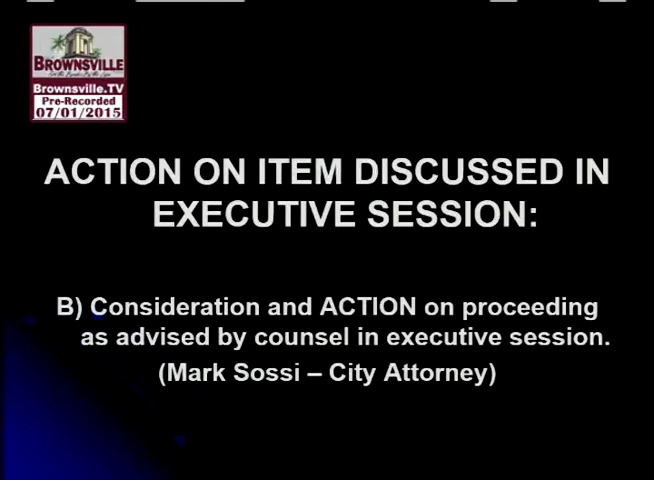 BROWNSVILLE
Brownsville.TV
Pre-Recorded
07/01/2015
ACTION ON ITEM DISCUSSED IN
EXECUTIVE SESSION:
B) Consideration and ACTION on proceeding
as advised by counsel in executive session.
(Mark Sossi – City Attorney)